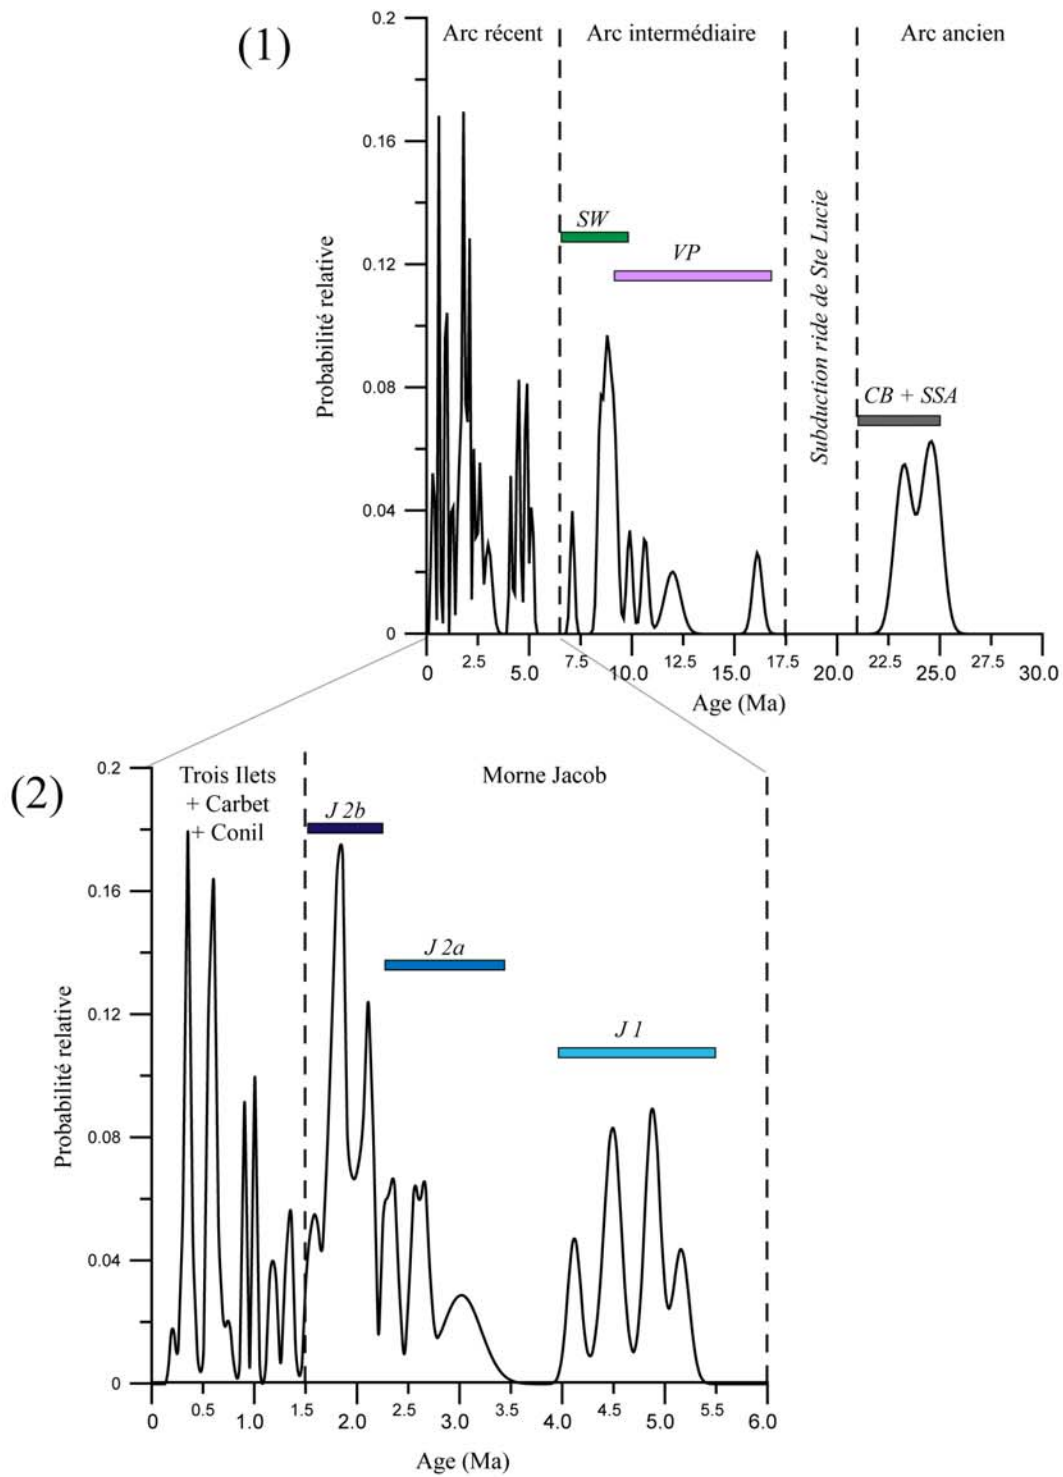 (1)
Arc récent
Arc intermédiaire
Arc ancien
0.2
0.16
0.12
0.08
0.04
0
Probabilité relative
SW
VP
Subduction ride de Ste Lucie
CB + SSA
0 2.5 5.0 7.5 10.0 12.5 15.0 17.5 20.0 22.5 25.0 27.5 30.0
Age (Ma)
(2)
Trois Ilets
+ Carbet
+ Conil
Morne Jacob
0.2
0.16
0.12
0.08
0.04
0
Probabilité relative
J 2b
J 2a
J 1
0 0.5 1.0 1.5 2.0 2.5 3.0 3.5 4.0 4.5 5.0 5.5 6.0
Age (Ma)